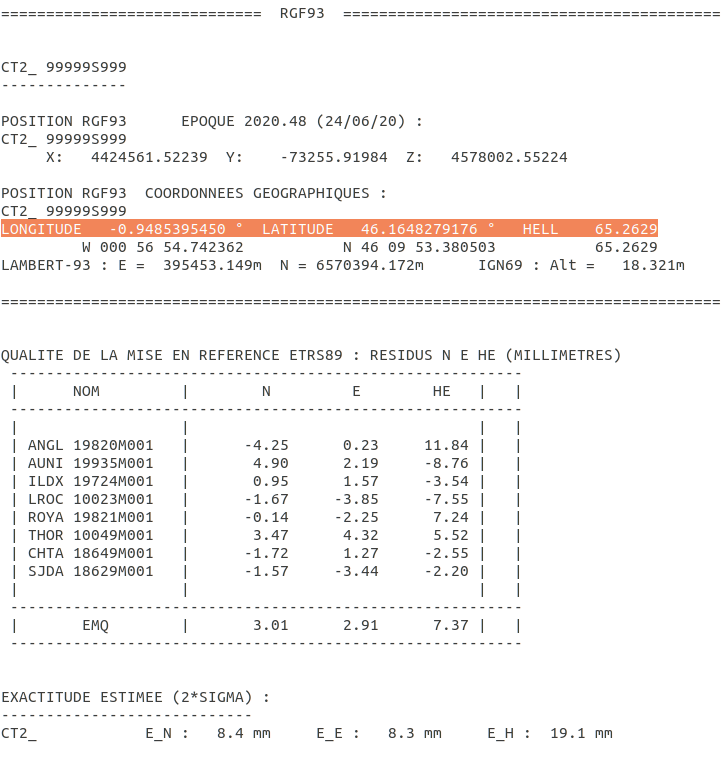 =============================  RGF93  ==========================================
CT2_ 99999S999
--------------
POSITION RGF93      EPOQUE 2020.48 (24/06/20) :
CT2_ 99999S999
     X:   4424561.52239  Y:    -73255.91984  Z:   4578002.55224
POSITION RGF93  COORDONNEES GEOGRAPHIQUES :
CT2_ 99999S999
LONGITUDE   -0.9485395450 °  LATITUDE   46.1648279176 °   HELL    65.2629
         W 000 56 54.742362           N 46 09 53.380503           65.2629
LAMBERT-93 : E =  395453.149m  N = 6570394.172m      IGN69 : Alt =   18.321m
================================================================================
QUALITE DE LA MISE EN REFERENCE ETRS89 : RESIDUS N E HE (MILLIMETRES)
 ---------------------------------------------------------
 |      NOM         |        N         E        HE   |   |
 ---------------------------------------------------------
 |                  |                                |   |
 | ANGL 19820M001   |      -4.25      0.23     11.84 |   |
 | AUNI 19935M001   |       4.90      2.19     -8.76 |   |
 | ILDX 19724M001   |       0.95      1.57     -3.54 |   |
 | LROC 10023M001   |      -1.67     -3.85     -7.55 |   |
 | ROYA 19821M001   |      -0.14     -2.25      7.24 |   |
 | THOR 10049M001   |       3.47      4.32      5.52 |   |
 | CHTA 18649M001   |      -1.72      1.27     -2.55 |   |
 | SJDA 18629M001   |      -1.57     -3.44     -2.20 |   |
 |                  |                                |   |
 ---------------------------------------------------------
 |       EMQ        |       3.01      2.91      7.37 |   |
 ---------------------------------------------------------
EXACTITUDE ESTIMEE (2*SIGMA) :
----------------------------
CT2_            E_N :   8.4 mm     E_E :   8.3 mm     E_H :  19.1 mm